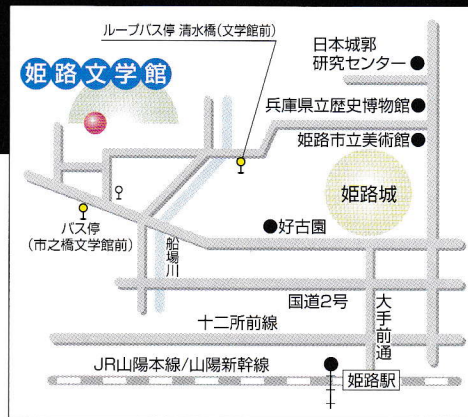 ループバス停 清水橋(文学館前)
日本城郭
研究センター
姫路文学館
兵庫県立歴史博物館
姫路市立美術館
姫路城
好古園
バス停
(市之橋文学館前)
船場川
国道2号
大手前通
十二所前線
JR山陽本線/山陽新幹線
姫路駅